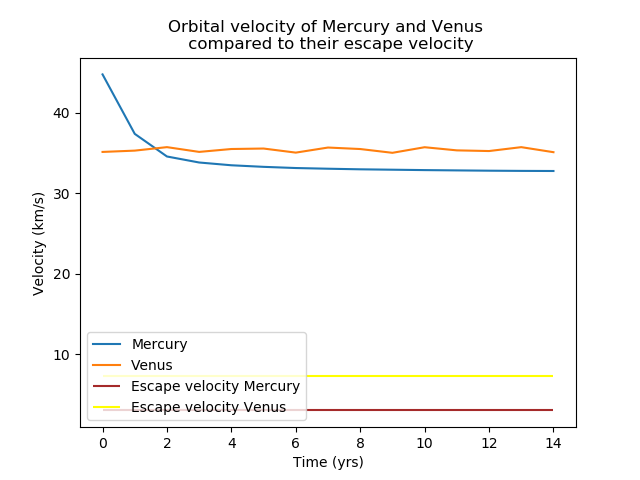 Orbital velocity of Mercury and Venus
compared to their escape velocity
Velocity (km/s)
40
30
20
10
Mercury
Venus
Escape velocity Mercury
Escape velocity Venus
0 2 4 6 8 10 12 14
Time (yrs)